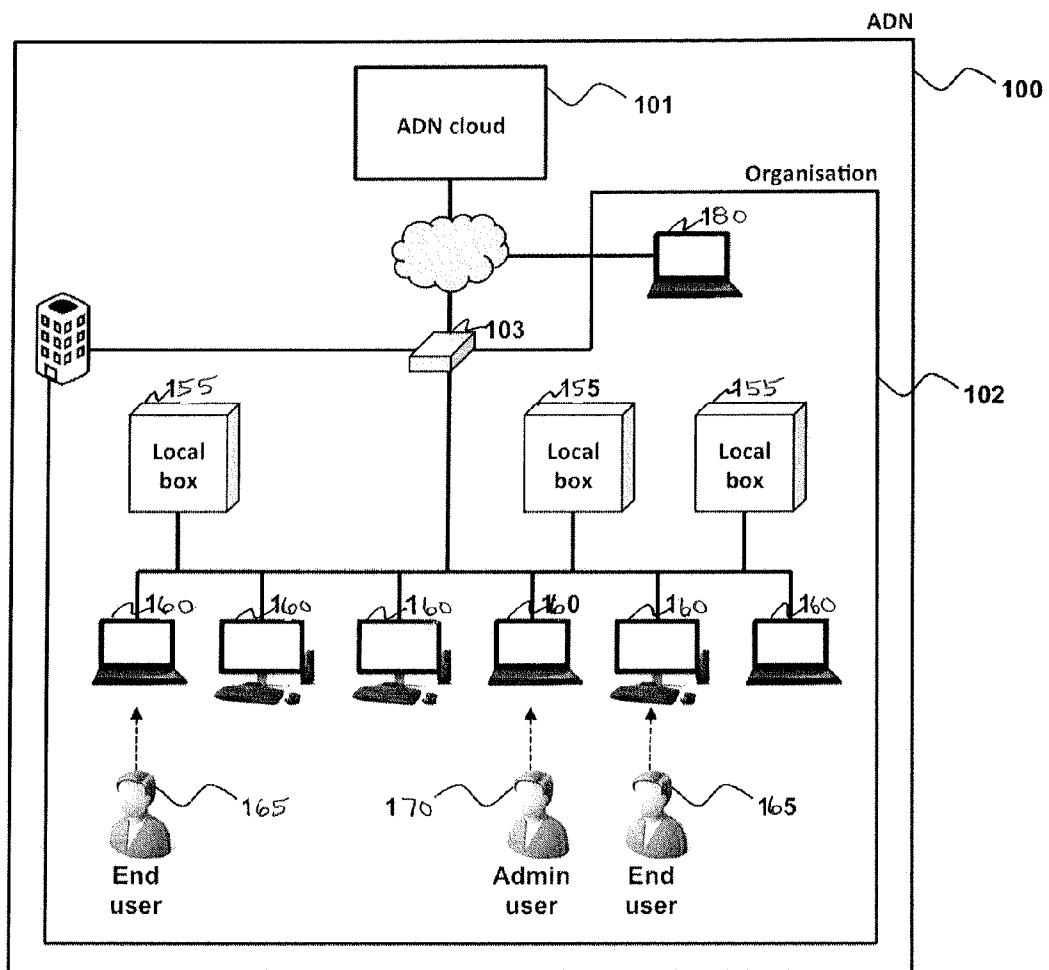 ADN
100
101
ADN cloud
Organisation
180
103
102
155 155 155
Local box
Local box
Local box
160 160 160 160 160 160
165 170 165
End user
Admin user
End user